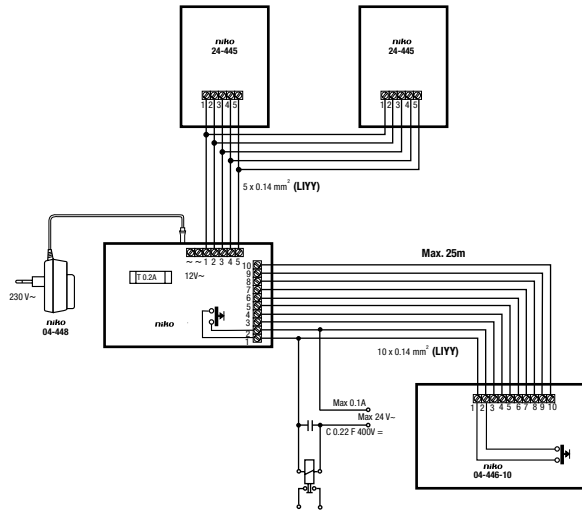 niko
24-445
niko
24-445
1 2 3 4 5
1 2 3 4 5
5 x 0.14 mm² (LIYY)
230 V~
niko
04-448
~ ~ 1 2 3 4 5
T 0.2A
12V~
niko
10
9
8
7
6
5
4
3
2
1
Max. 25m
10 x 0.14 mm² (LIYY)
Max 0.1A
Max 24 V~
C 0.22 F 400V =
1 2 3 4 5 6 7 8 9 10
niko
04-446-10